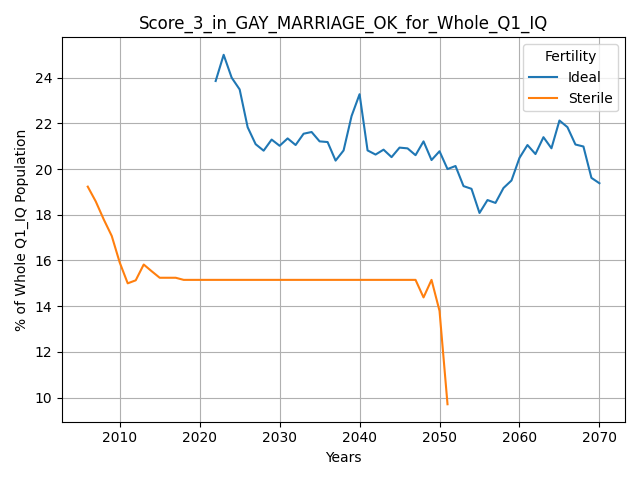 Score_3_in_GAY_MARRIAGE_OK_for_Whole_Q1_IQ
Fertility
Ideal
Sterile
% of Whole Q1_IQ Population
24
22
20
18
16
14
12
10
2010
2020
2030
2040
2050
2060
2070
Years